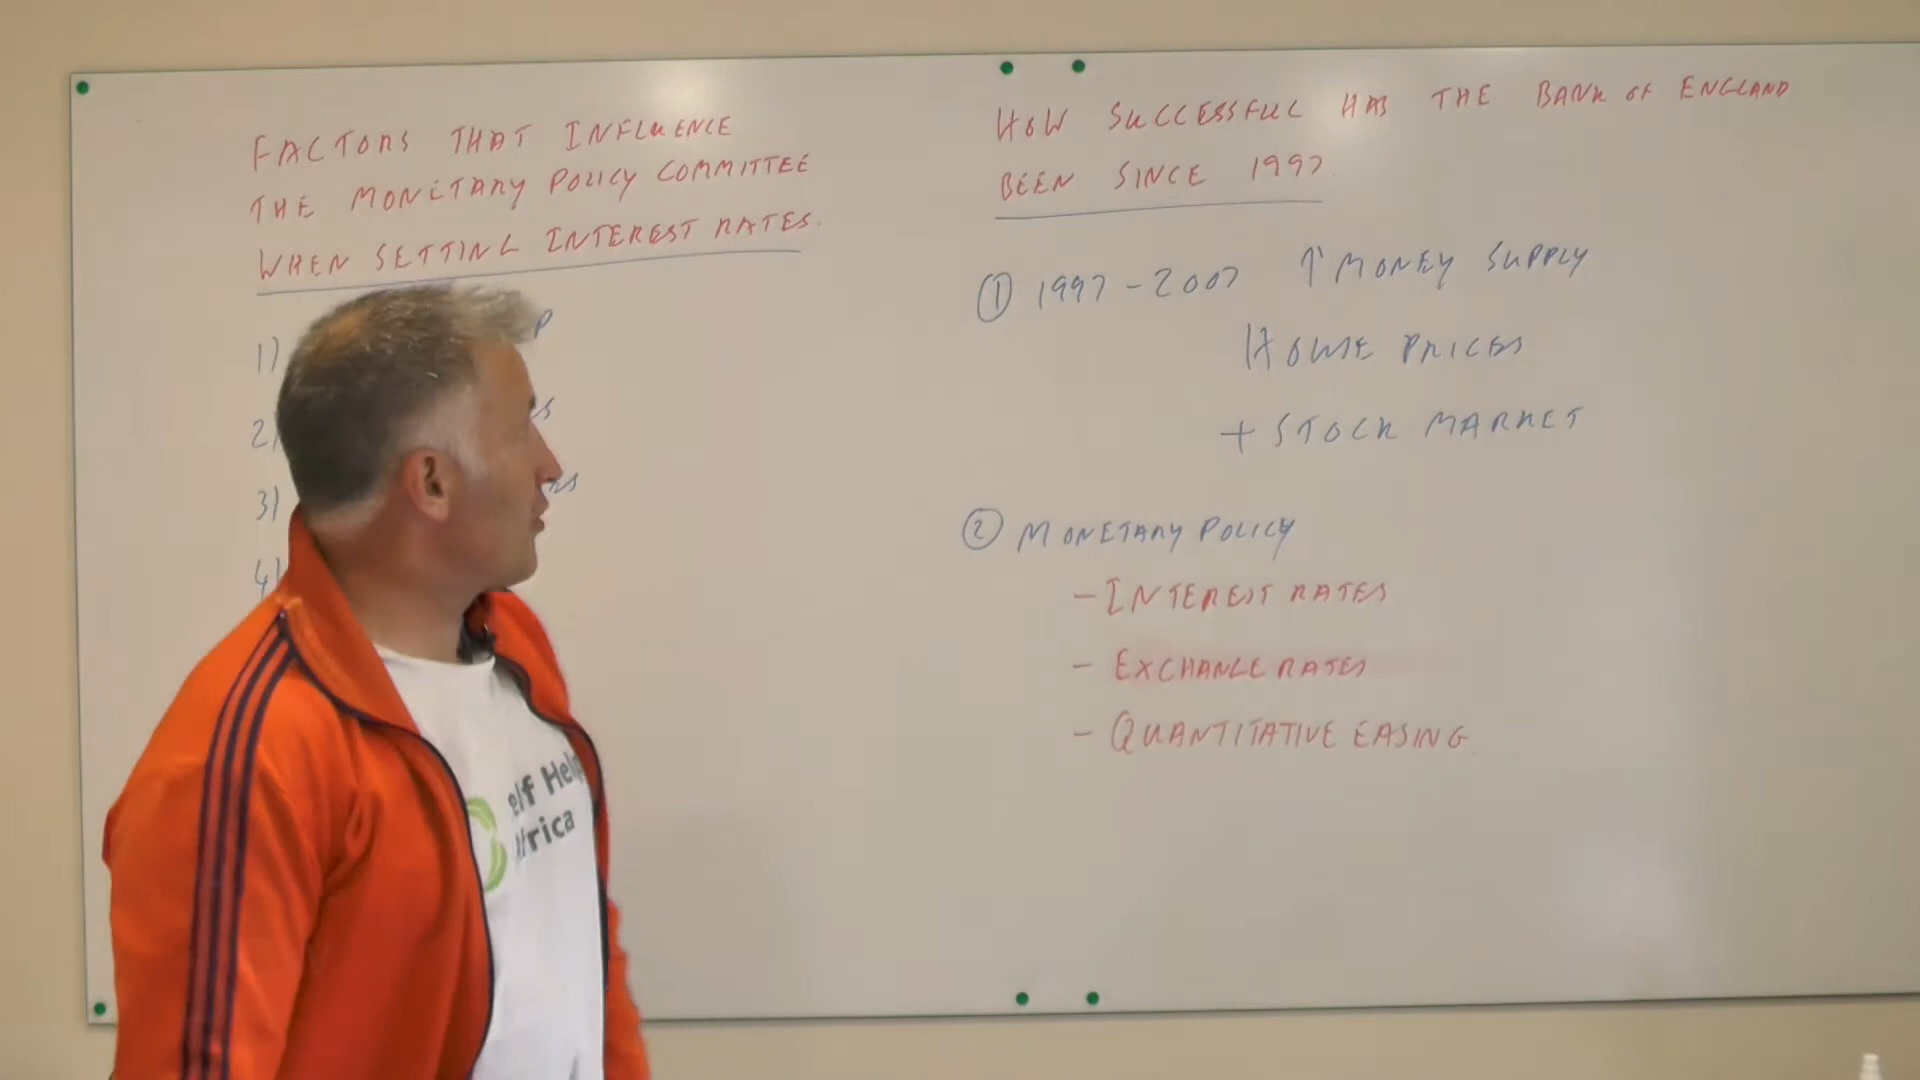 FACTORS THAT INFLUENCE
THE MONETARY POLICY COMMITTEE
WHEN SETTING INTEREST RATES.
1)
2)
3)
4)
HOW SUCCESSFUL HAS THE BANK OF ENGLAND
BEEN SINCE 1997
① 1997-2007 ↑ MONEY SUPPLY
HOUSE PRICES
+ STOCK MARKET
② MONETARY POLICY
- INTEREST RATES
- EXCHANGE RATES
- QUANTITATIVE EASING
elf Help
Africa